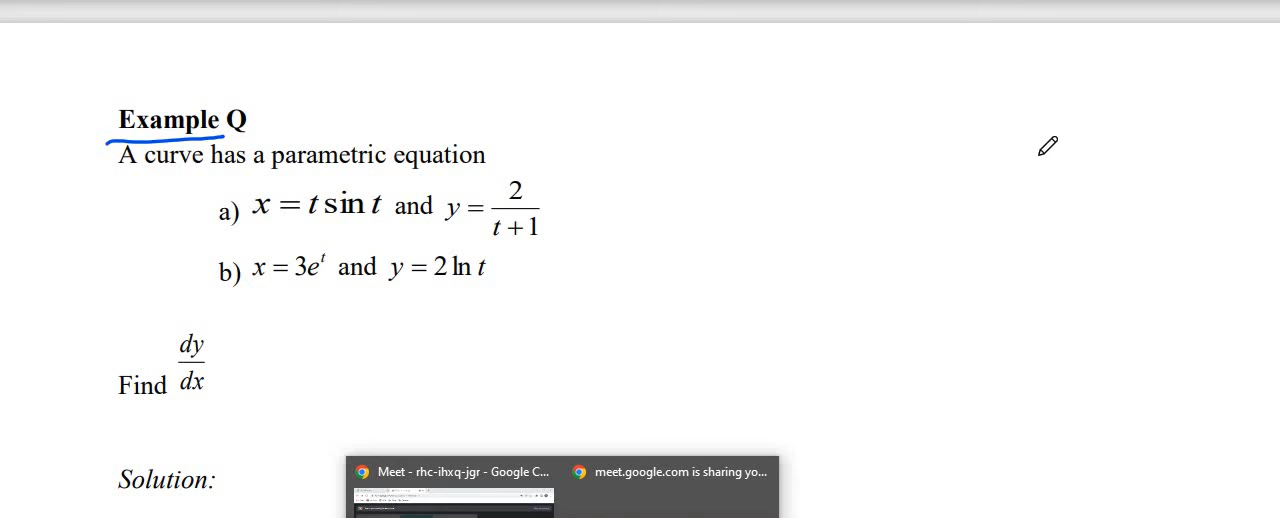 Example Q
A curve has a parametric equation
a) x = t sin t and y = 2/(t + 1)
b) x = 3e^t and y = 2 ln t
Find dy/dx
Solution:
Meet - rhc-ihxq-jgr - Google C... meet.google.com is sharing yo...